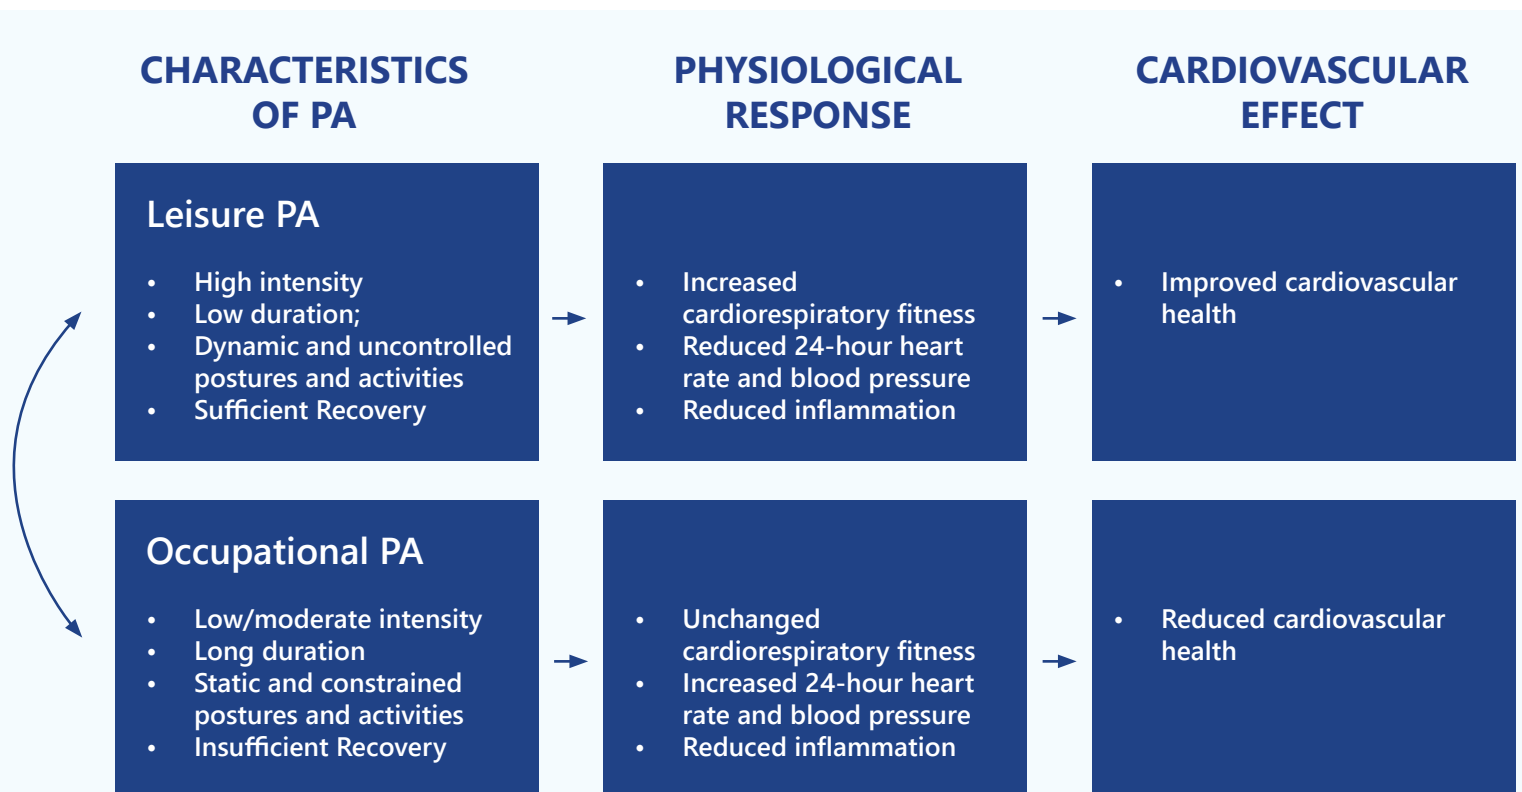 CHARACTERISTICS
OF PA
PHYSIOLOGICAL
RESPONSE
CARDIOVASCULAR
EFFECT
Leisure PA
• High intensity
• Low duration;
• Dynamic and uncontrolled
postures and activities
• Sufficient Recovery
• Increased
cardiorespiratory fitness
• Reduced 24-hour heart
rate and blood pressure
• Reduced inflammation
• Improved cardiovascular
health
Occupational PA
• Low/moderate intensity
• Long duration
• Static and constrained
postures and activities
• Insufficient Recovery
• Unchanged
cardiorespiratory fitness
• Increased 24-hour heart
rate and blood pressure
• Reduced inflammation
• Reduced cardiovascular
health